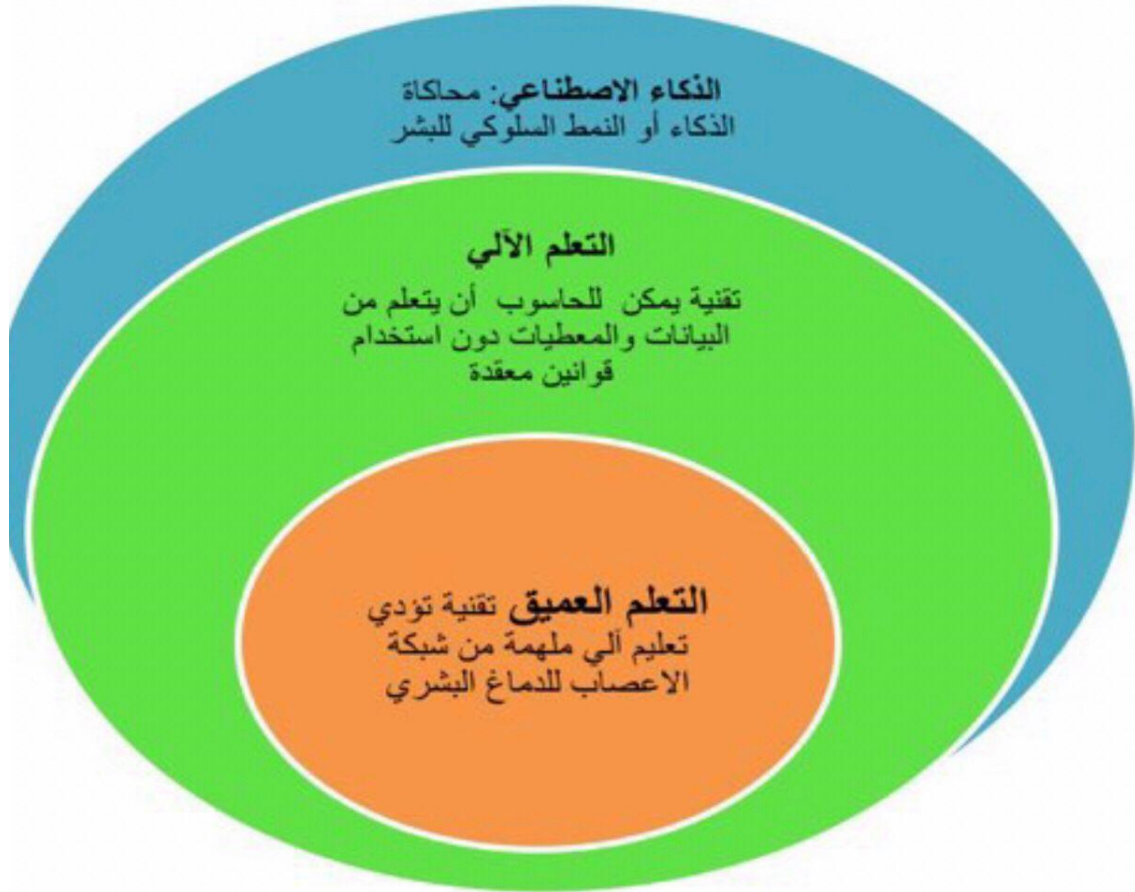 الذكاء الاصطناعي: محاكاة
الذكاء أو النمط السلوكي للبشر
التعلم الآلي
تقنية يمكن للحاسوب أن يتعلم من
البيانات والمعطيات دون استخدام
قوانين معقدة
التعلم العميق تقنية تؤدي
تعليم آلي ملهمة من شبكة
الاعصاب للدماغ البشري